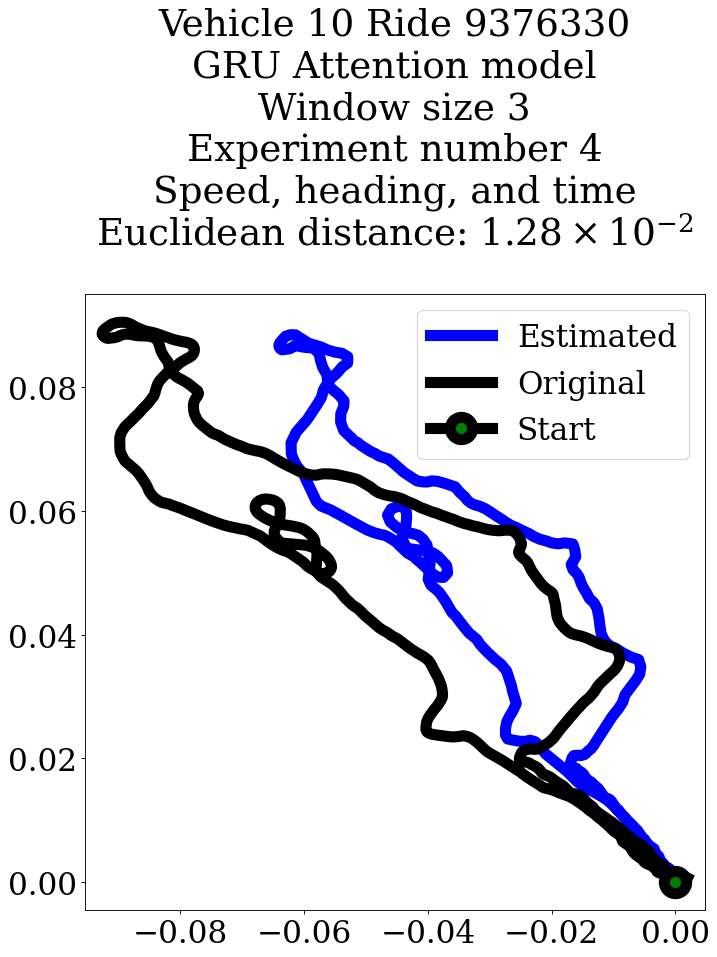 Vehicle 10 Ride 9376330
GRU Attention model
Window size 3
Experiment number 4
Speed, heading, and time
Euclidean distance: 1.28 × 10⁻²
Estimated
Original
Start
0.08
0.06
0.04
0.02
0.00
−0.08 −0.06 −0.04 −0.02 0.00